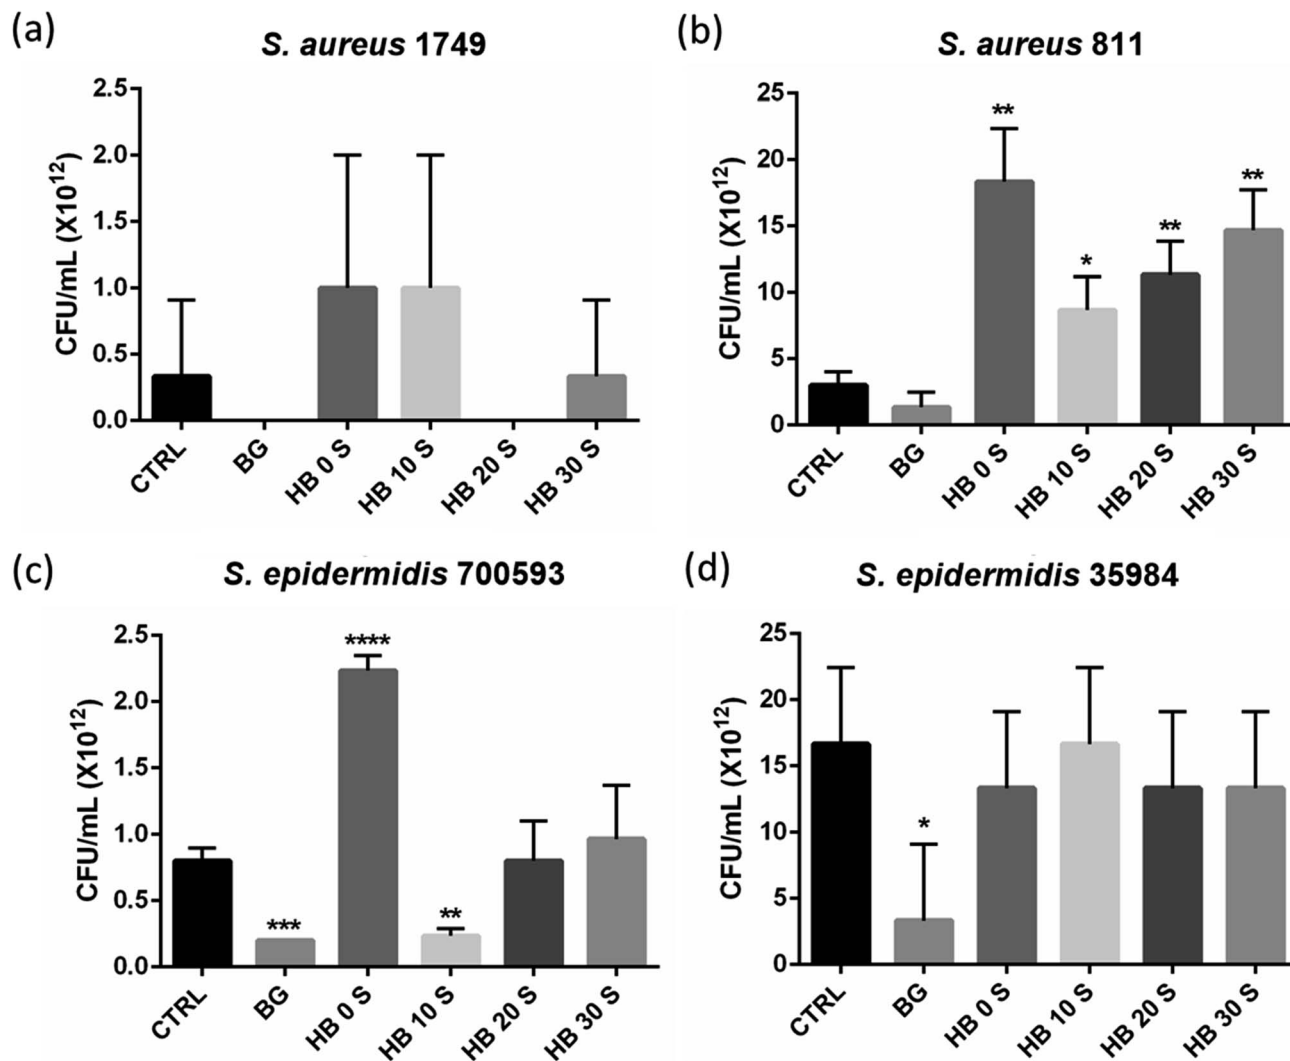 (a)
S. aureus 1749
CFU/mL (X10¹²)
2.5
2.0
1.5
1.0
0.5
0.0
CTRL
BG
HB 0 S
HB 10 S
HB 20 S
HB 30 S
(b)
S. aureus 811
CFU/mL (X10¹²)
25
20
15
10
5
0
**
*
**
**
CTRL
BG
HB 0 S
HB 10 S
HB 20 S
HB 30 S
(c)
S. epidermidis 700593
CFU/mL (X10¹²)
2.5
2.0
1.5
1.0
0.5
0.0
***
****
**
CTRL
BG
HB 0 S
HB 10 S
HB 20 S
HB 30 S
(d)
S. epidermidis 35984
CFU/mL (X10¹²)
25
20
15
10
5
0
*
CTRL
BG
HB 0 S
HB 10 S
HB 20 S
HB 30 S